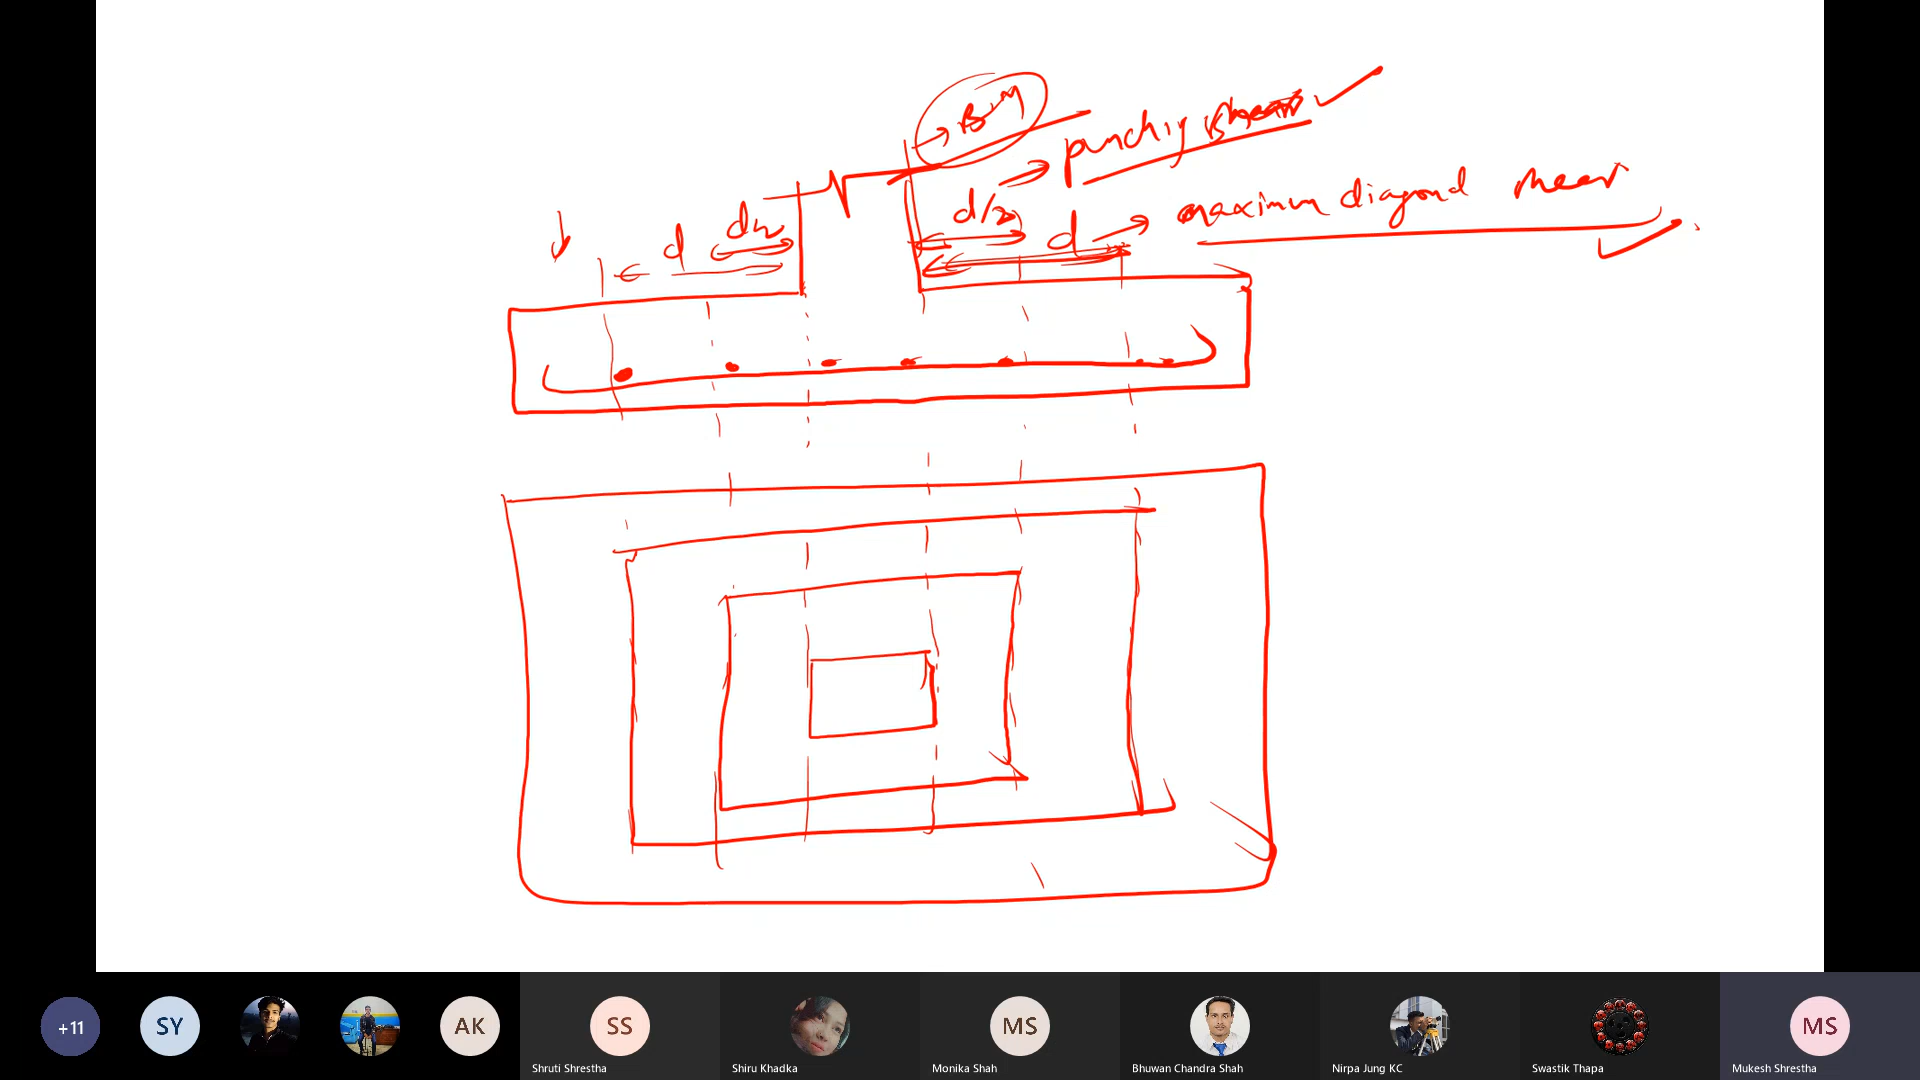 → BM
punching shear ✓
d/2
maximum diagonal shear
d/2
d
d
+11
SY
AK
SS
MS
MS
Shruti Shrestha
Shiru Khadka
Monika Shah
Bhuwan Chandra Shah
Nirpa Jung KC
Swastik Thapa
Mukesh Shrestha